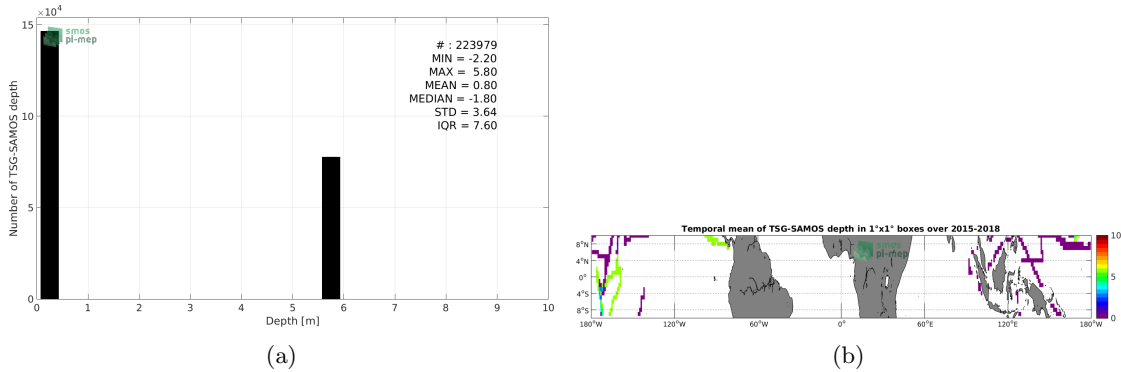 ×10⁴
15
10
5
0
Number of TSG-SAMOS depth
smos
pi-mep
# : 223979
MIN = -2.20
MAX = 5.80
MEAN = 0.80
MEDIAN = -1.80
STD = 3.64
IQR = 7.60
0 1 2 3 4 5 6 7 8 9 10
Depth [m]
(a)
Temporal mean of TSG-SAMOS depth in 1°x1° boxes over 2015-2018
smos
pi-mep
8°N
4°N
0°
4°S
8°S
180°W 120°W 60°W 0° 60°E 120°E 180°W
10
5
0
(b)